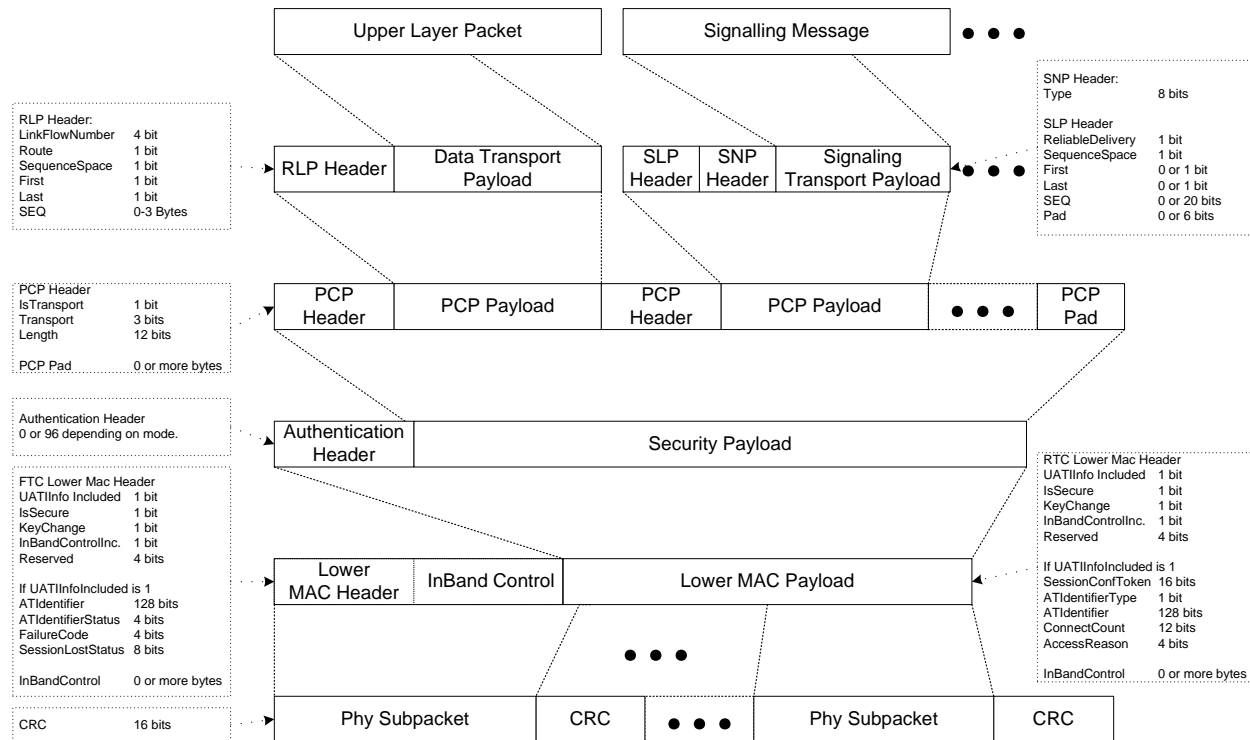 Upper Layer Packet
Signalling Message
RLP Header:
LinkFlowNumber 4 bit
Route 1 bit
SequenceSpace 1 bit
First 1 bit
Last 1 bit
SEQ 0-3 Bytes
RLP Header
Data Transport
Payload
SLP
Header
SNP
Header
Signaling
Transport Payload
SNP Header:
Type 8 bits
SLP Header
ReliableDelivery 1 bit
SequenceSpace 1 bit
First 0 or 1 bit
Last 0 or 1 bit
SEQ 0 or 20 bits
Pad 0 or 6 bits
PCP Header
IsTransport 1 bit
Transport 3 bits
Length 12 bits
PCP Pad 0 or more bytes
PCP
Header
PCP Payload
PCP
Header
PCP Payload
PCP
Pad
Authentication Header
0 or 96 depending on mode.
Authentication
Header
Security Payload
FTC Lower Mac Header
UATIInfo Included 1 bit
IsSecure 1 bit
KeyChange 1 bit
InBandControlInc. 1 bit
Reserved 4 bits
If UATIInfoIncluded is 1
ATIdentifier 128 bits
ATIdentifierStatus 4 bits
FailureCode 4 bits
SessionLostStatus 8 bits
InBandControl 0 or more bytes
Lower
MAC Header
InBand Control
Lower MAC Payload
RTC Lower Mac Header
UATIInfo Included 1 bit
IsSecure 1 bit
KeyChange 1 bit
InBandControlInc. 1 bit
Reserved 4 bits
If UATIInfoIncluded is 1
SessionConfToken 16 bits
ATIdentifierType 1 bit
ATIdentifier 128 bits
ConnectCount 12 bits
AccessReason 4 bits
InBandControl 0 or more bytes
CRC 16 bits
Phy Subpacket
CRC
Phy Subpacket
CRC